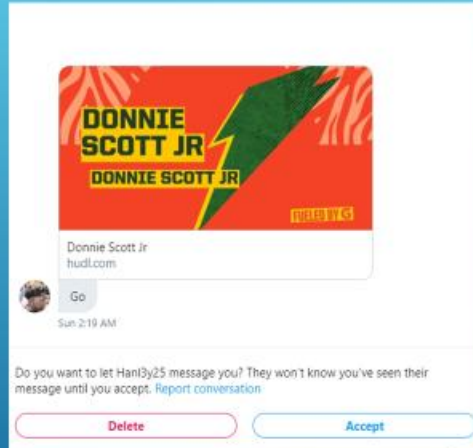 DONNIE
SCOTT JR
DONNIE SCOTT JR
FUELED BY G
Donnie Scott Jr
hudl.com
Go
Sun 2:19 AM
Do you want to let Hanl3y25 message you? They won't know you've seen their
message until you accept. Report conversation
Delete
Accept